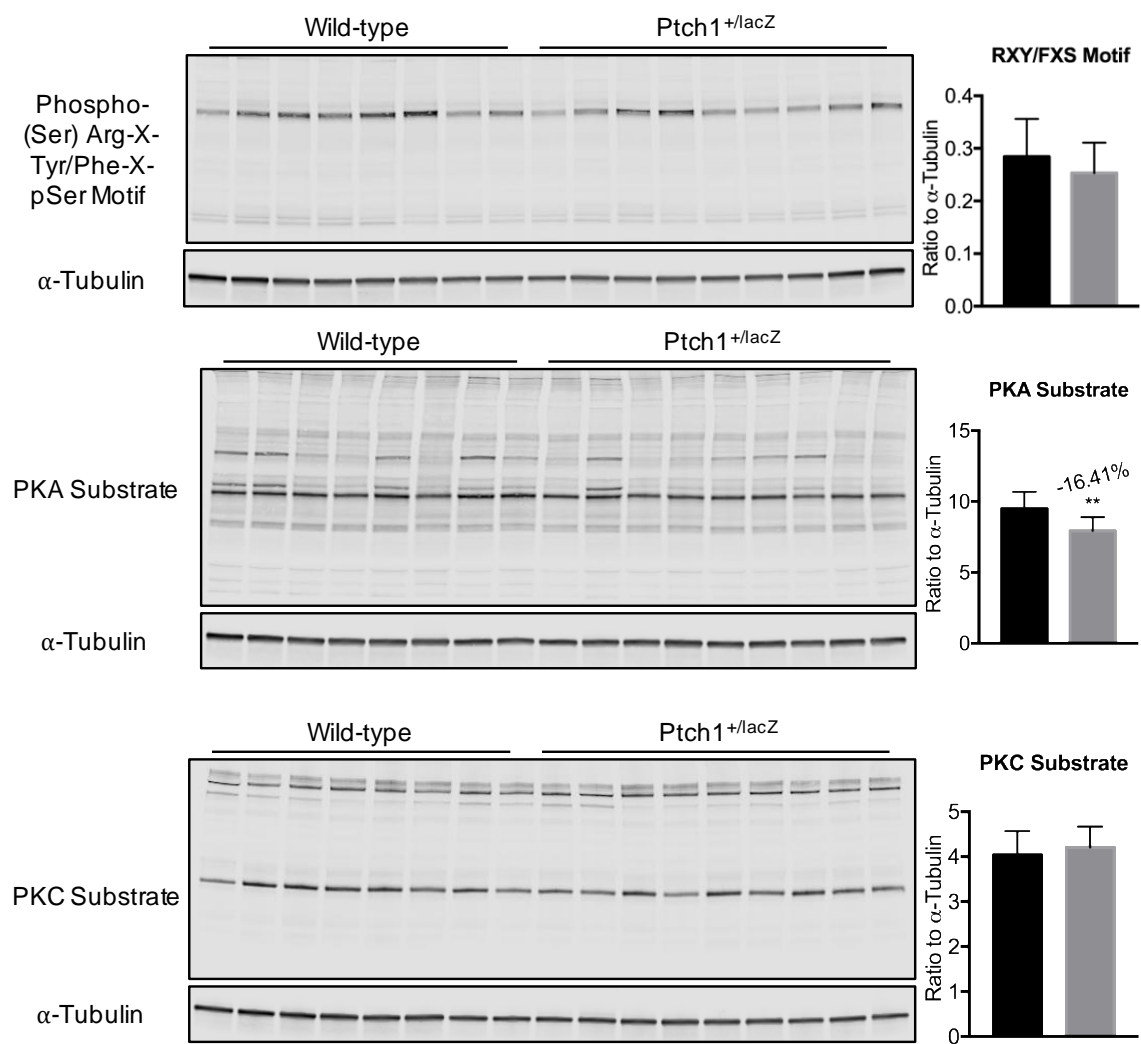 Wild-type
Ptch1+/lacZ
Phospho-
(Ser) Arg-X-
Tyr/Phe-X-
pSer Motif
α-Tubulin
RXY/FXS Motif
Ratio to α-Tubulin
0.4
0.3
0.2
0.1
0.0
Wild-type
Ptch1+/lacZ
PKA Substrate
α-Tubulin
PKA Substrate
Ratio to α-Tubulin
15
10
5
0
-16.41%
**
Wild-type
Ptch1+/lacZ
PKC Substrate
α-Tubulin
PKC Substrate
Ratio to α-Tubulin
5
4
3
2
1
0